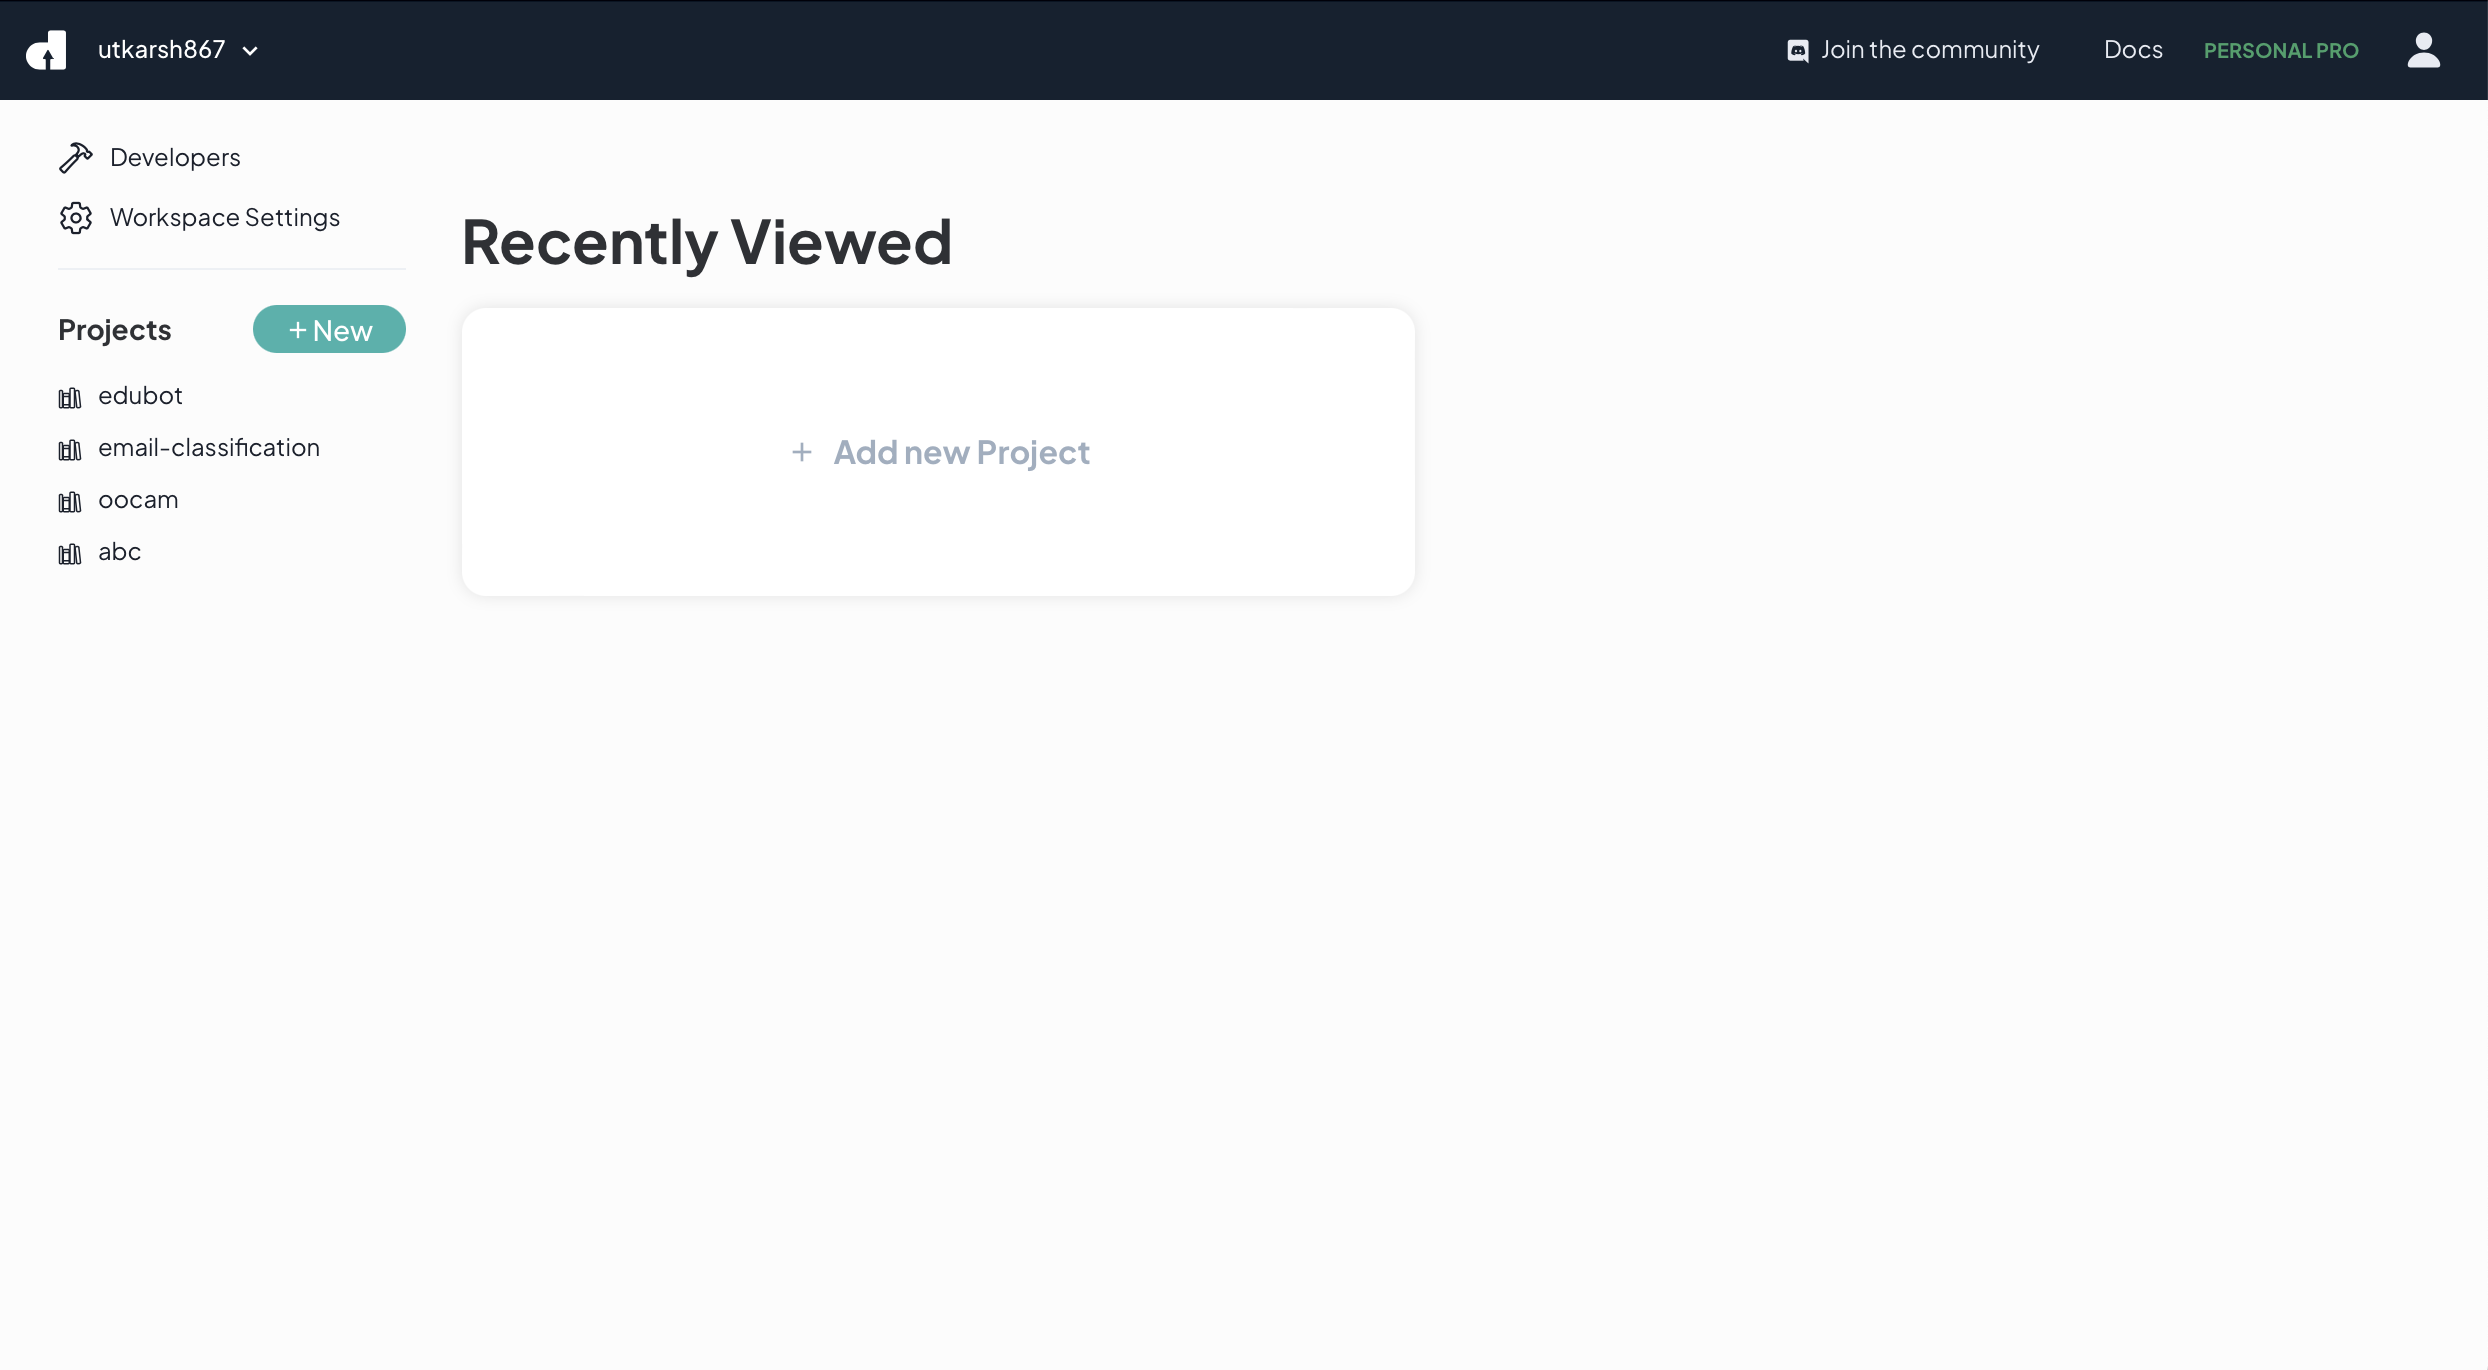 utkarsh867
Join the community
Docs
PERSONAL PRO
Developers
Workspace Settings
Projects
+ New
edubot
email-classification
oocam
abc
Recently Viewed
+ Add new Project